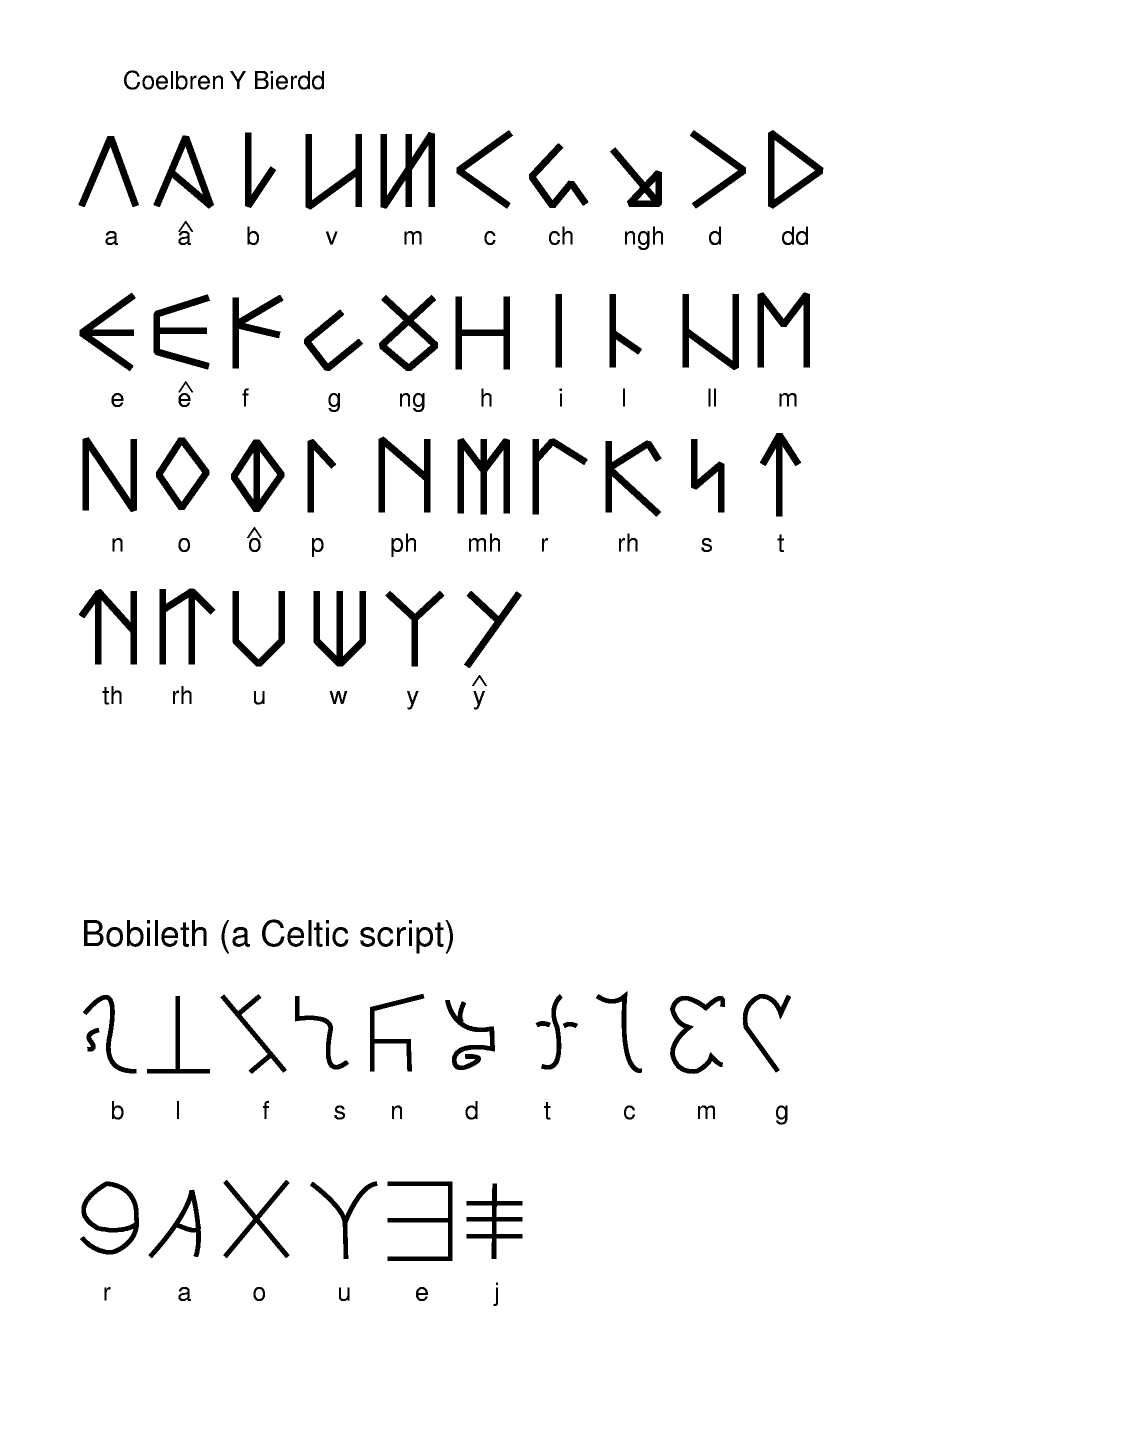 Coelbren Y Bierdd
a â b v m c ch ngh d dd
e ê f g ng h i l ll m
n o ô p ph mh r rh s t
th rh u w y ŷ
Bobileth (a Celtic script)
b l f s n d t c m g
r a o u e j